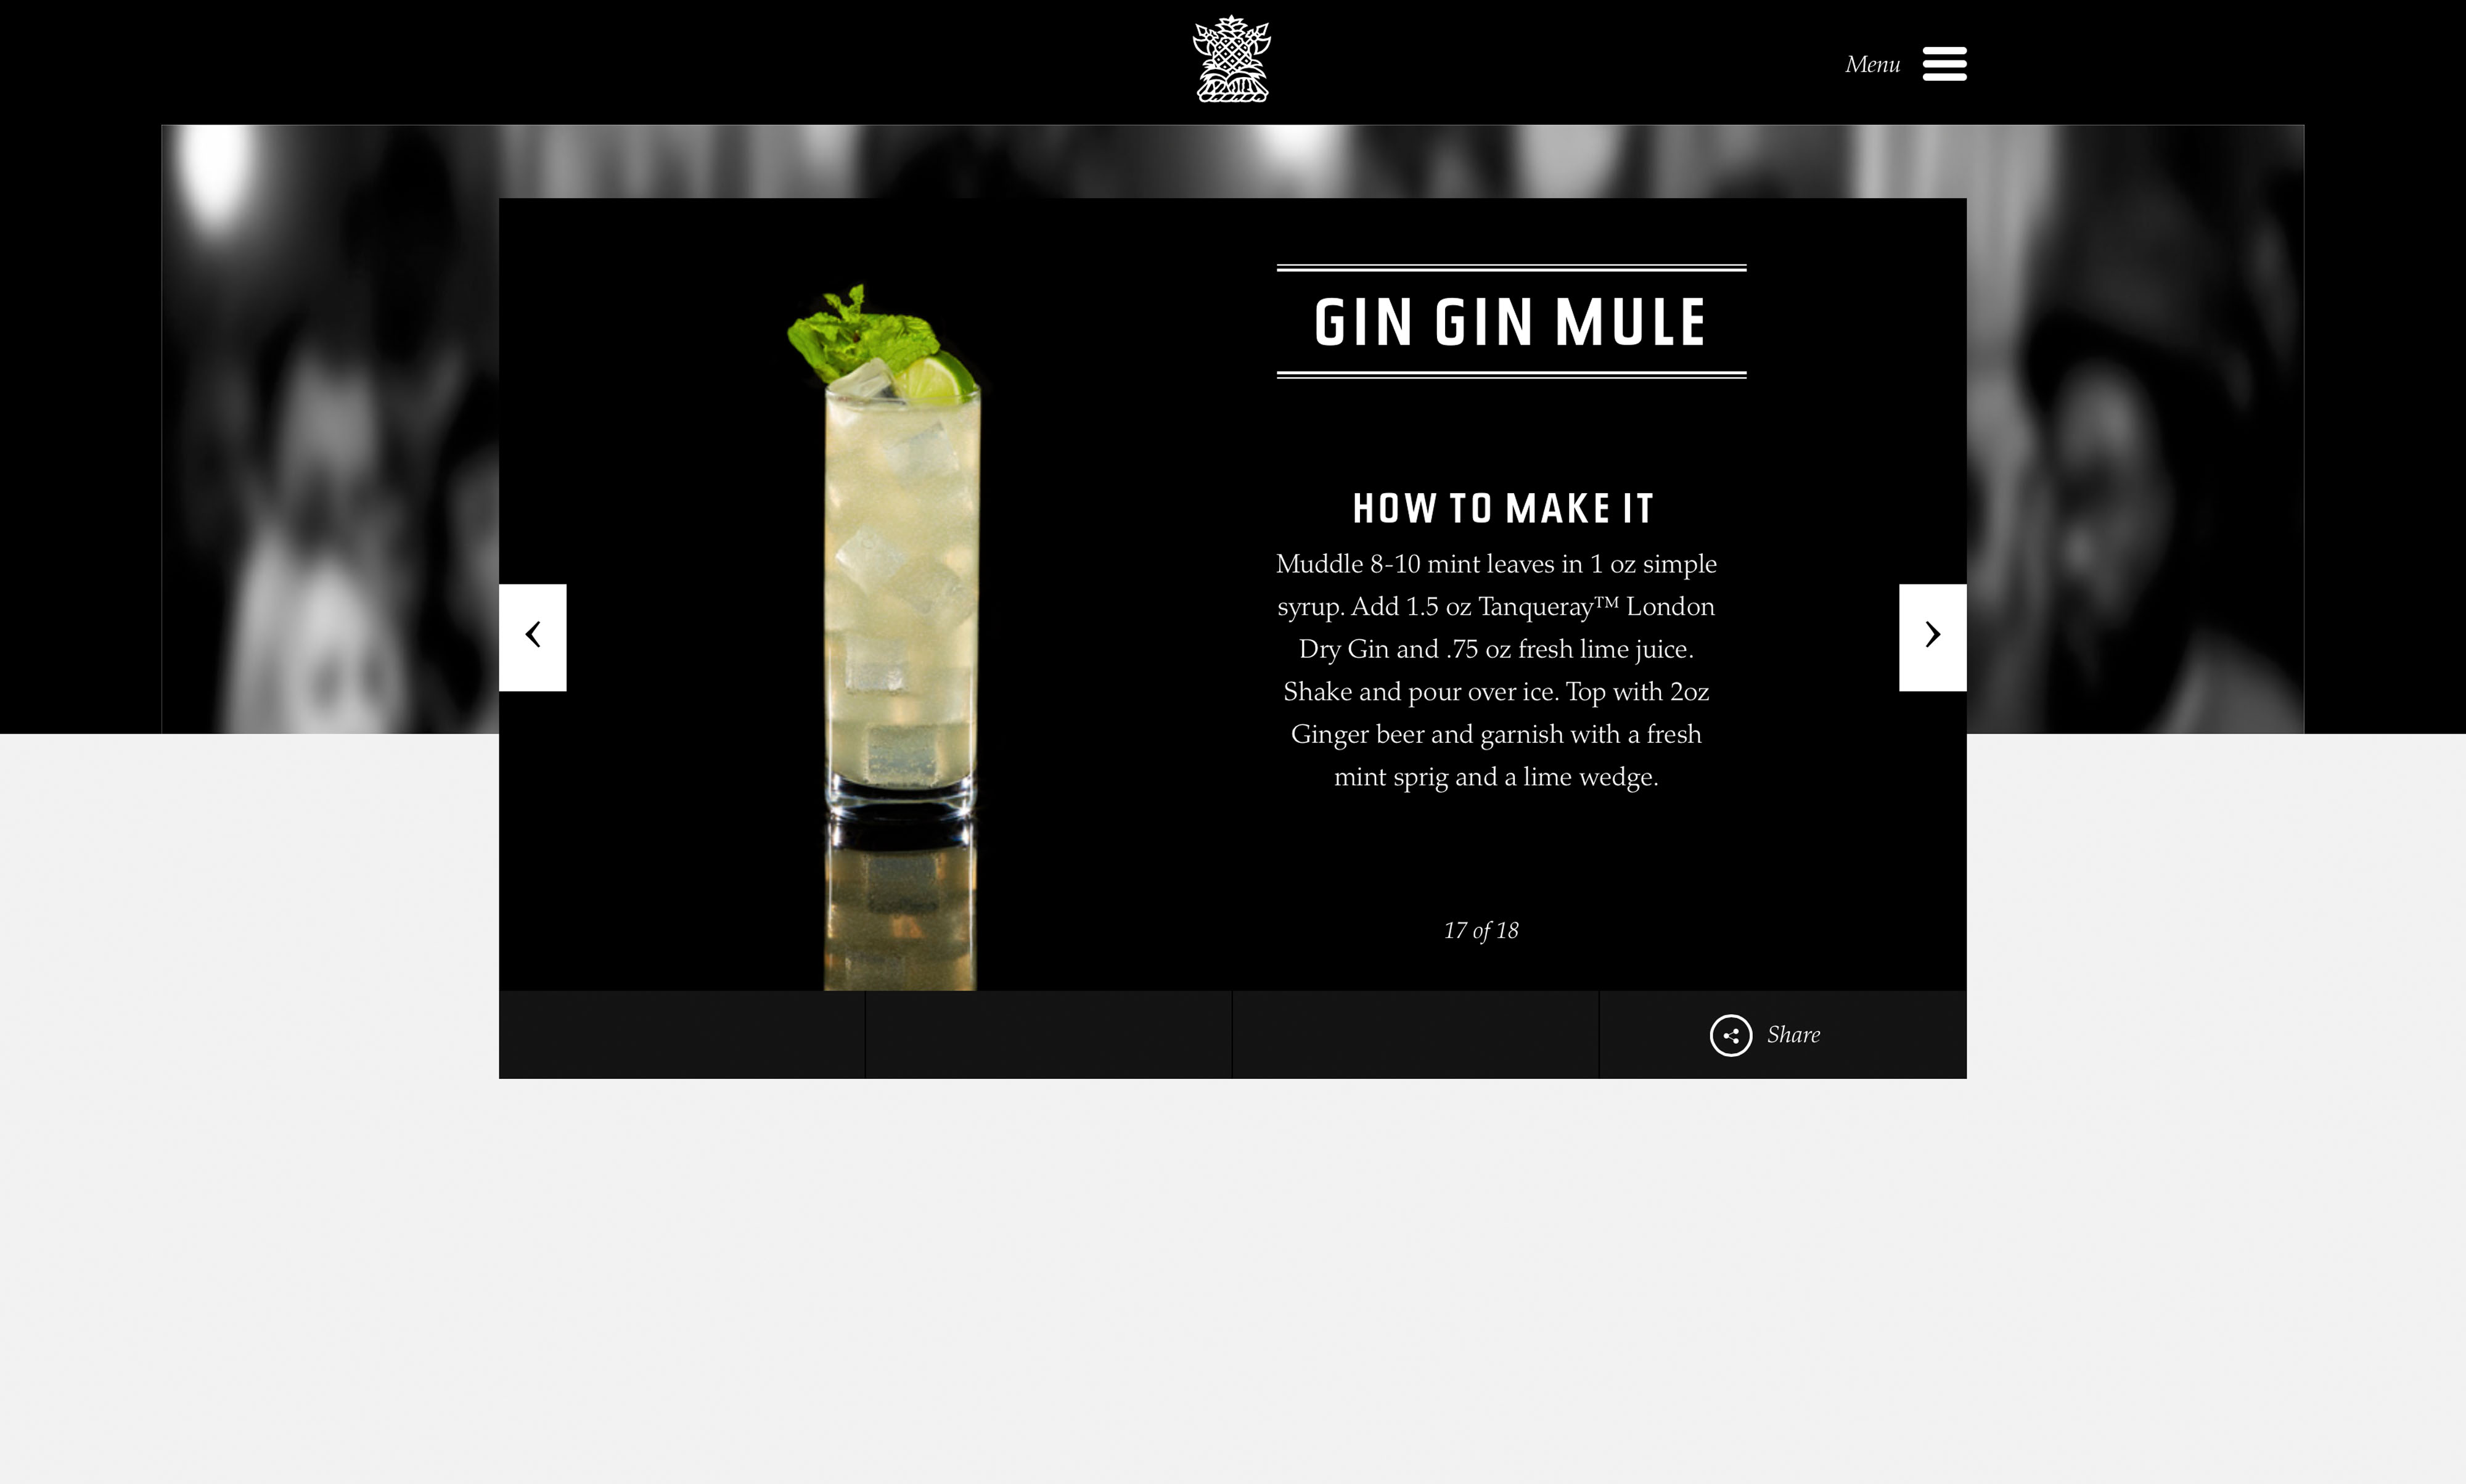 Menu
GIN GIN MULE
HOW TO MAKE IT
Muddle 8-10 mint leaves in 1 oz simple
syrup. Add 1.5 oz Tanqueray™ London
Dry Gin and .75 oz fresh lime juice.
Shake and pour over ice. Top with 2oz
Ginger beer and garnish with a fresh
mint sprig and a lime wedge.
17 of 18
Share